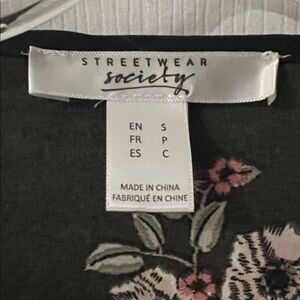 STREETWEAR
society
EN S
FR P
ES C
MADE IN CHINA
FABRIQUÉ EN CHINE